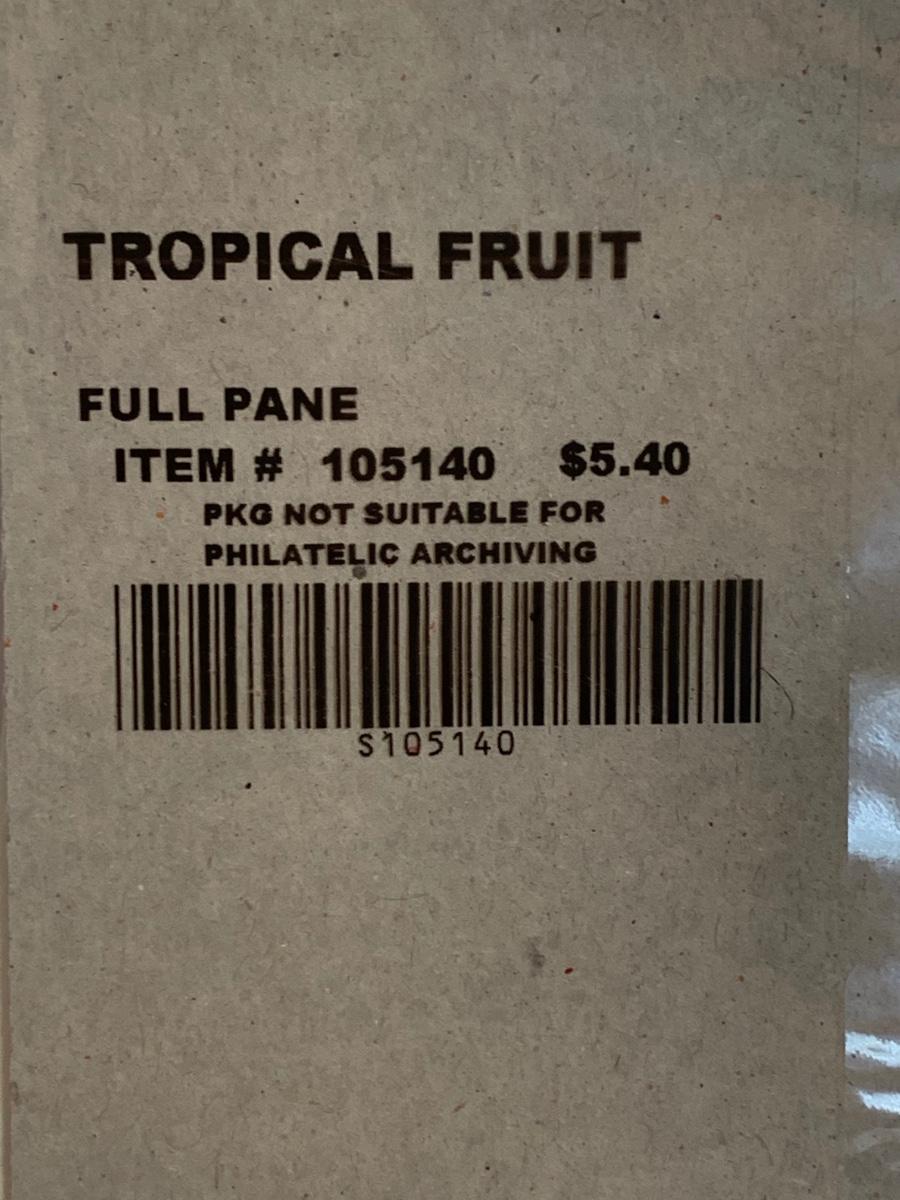 TROPICAL FRUIT
FULL PANE
ITEM # 105140 $5.40
PKG NOT SUITABLE FOR
PHILATELIC ARCHIVING
S105140